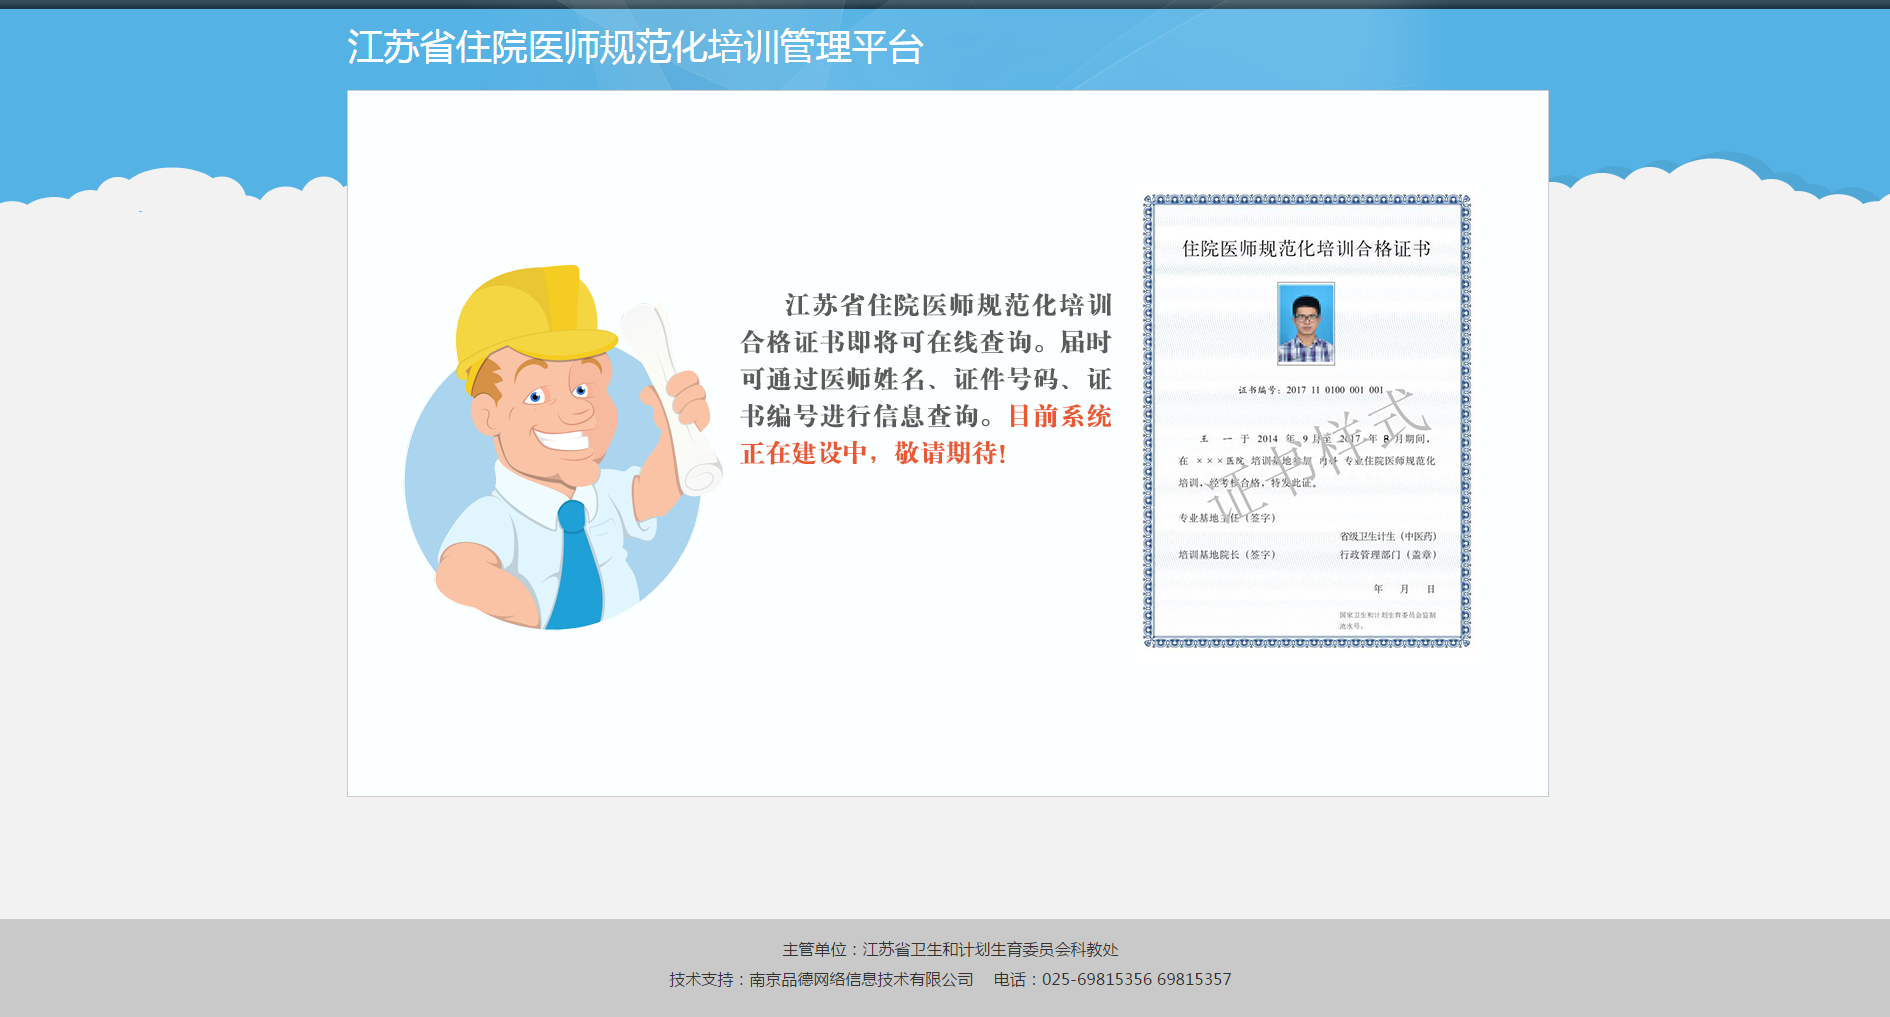 江苏省住院医师规范化培训管理平台
江苏省住院医师规范化培训
合格证书即将可在线查询。届时
可通过医师姓名、证件号码、证
书编号进行信息查询。目前系统
正在建设中，敬请期待!
住院医师规范化培训合格证书
证书编号：2017 11 0100 001 001
王 一 于 2014 年 9 月至 2017 年 8 月期间，
在 ×××医院 培训基地参加 内科 专业住院医师规范化
培训，经考核合格，特发此证。
证书样式
专业基地主任（签字）
省级卫生计生（中医药）
培训基地院长（签字） 行政管理部门（盖章）
年 月 日
国家卫生和计划生育委员会监制
流水号：
主管单位：江苏省卫生和计划生育委员会科教处
技术支持：南京品德网络信息技术有限公司 电话：025-69815356 69815357